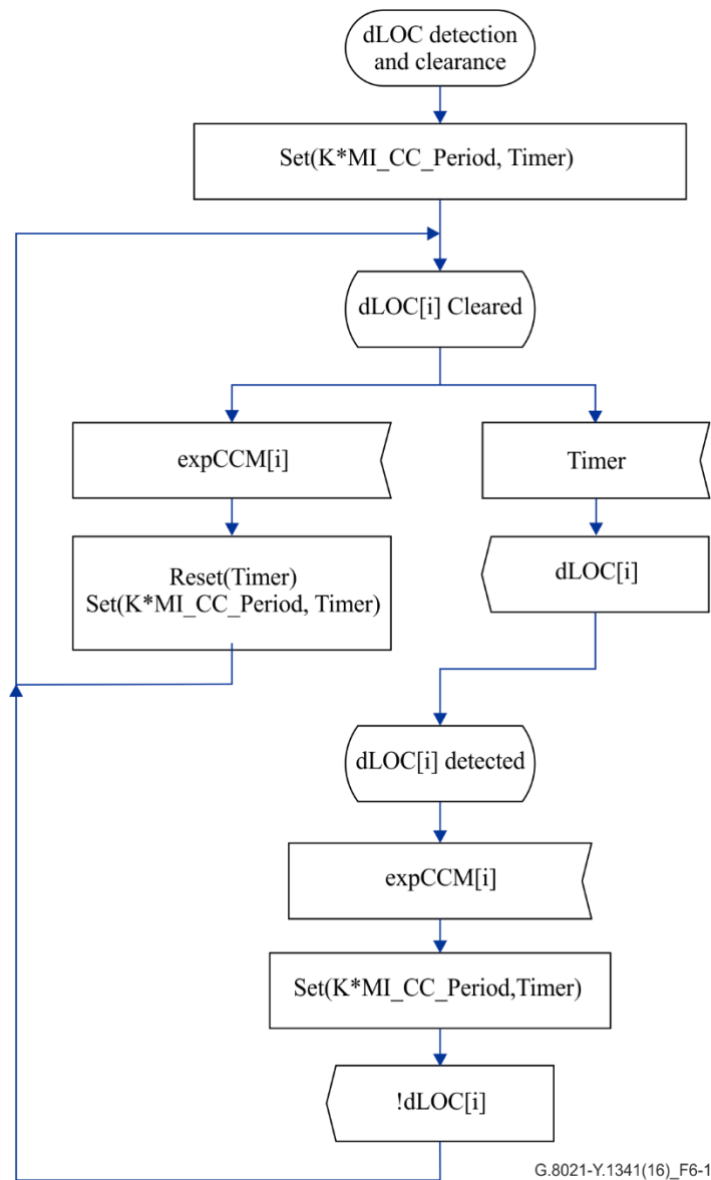 dLOC detection
and clearance
Set(K*MI_CC_Period, Timer)
dLOC[i] Cleared
expCCM[i]
Timer
Reset(Timer)
Set(K*MI_CC_Period, Timer)
dLOC[i]
dLOC[i] detected
expCCM[i]
Set(K*MI_CC_Period,Timer)
!dLOC[i]
G.8021-Y.1341(16)_F6-1